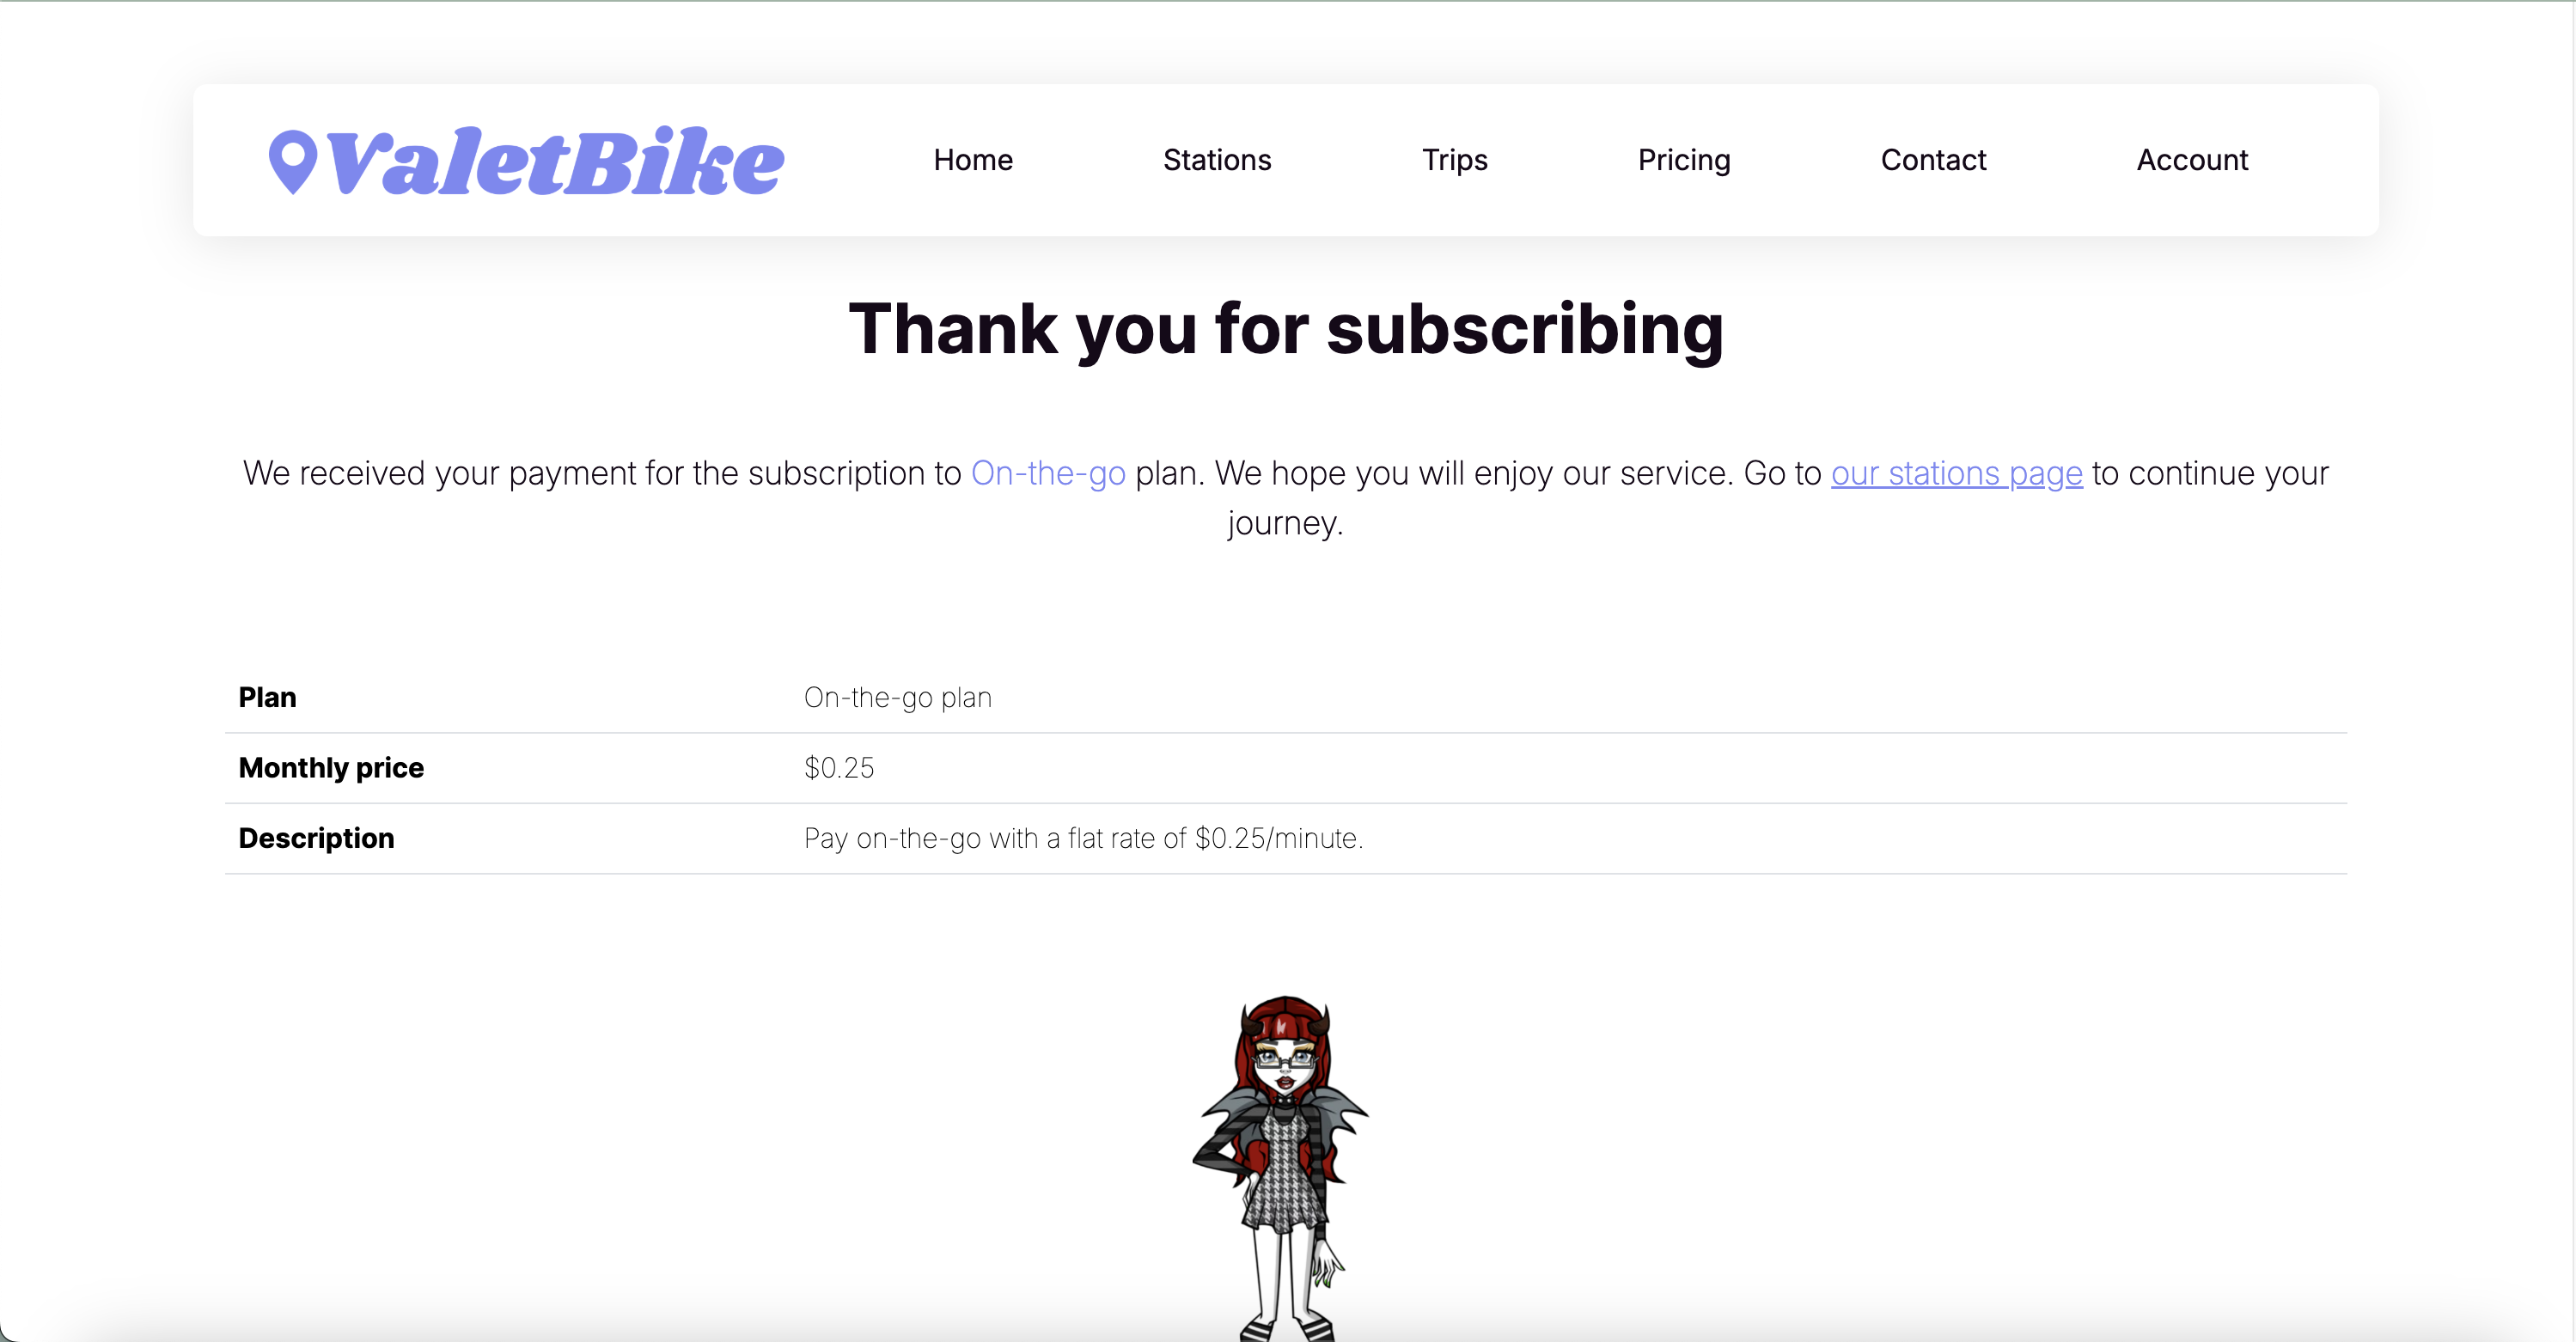 ValetBike Home Stations Trips Pricing Contact Account
Thank you for subscribing
We received your payment for the subscription to On-the-go plan. We hope you will enjoy our service. Go to our stations page to continue your
journey.
Plan On-the-go plan
Monthly price $0.25
Description Pay on-the-go with a flat rate of $0.25/minute.